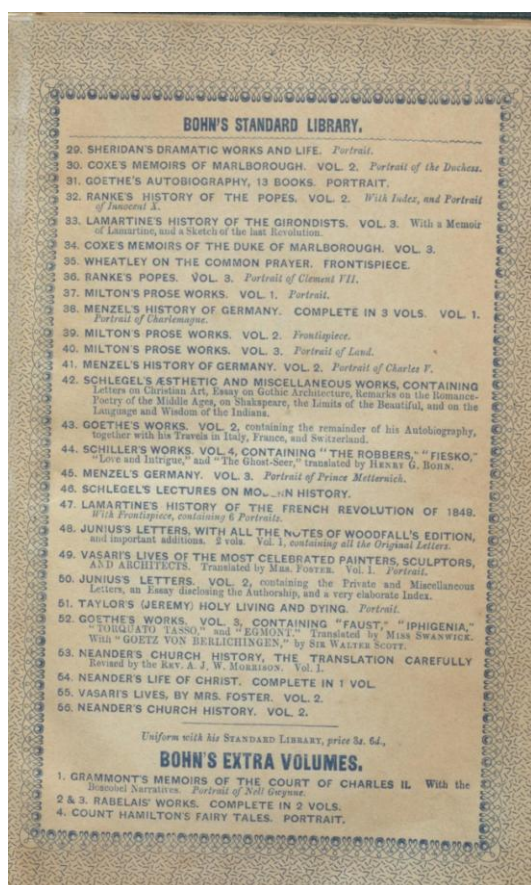 BOHN'S STANDARD LIBRARY.
29. SHERIDAN'S DRAMATIC WORKS AND LIFE. Portrait.
30. COXE'S MEMOIRS OF MARLBOROUGH. VOL. 2. Portrait of the Duchess.
31. GOETHE'S AUTOBIOGRAPHY, 13 BOOKS. PORTRAIT.
32. RANKE'S HISTORY OF THE POPES. VOL. 2. With Index, and Portrait
of Innocent X.
33. LAMARTINE'S HISTORY OF THE GIRONDISTS. VOL. 3. With a Memoir
of Lamartine, and a Sketch of the last Revolution.
34. COXE'S MEMOIRS OF THE DUKE OF MARLBOROUGH. VOL. 3.
35. WHEATLEY ON THE COMMON PRAYER. FRONTISPIECE.
36. RANKE'S POPES. VOL. 3. Portrait of Clement VII.
37. MILTON'S PROSE WORKS. VOL. 1. Portrait.
38. MENZEL'S HISTORY OF GERMANY. COMPLETE IN 3 VOLS. VOL. 1.
Portrait of Charlemagne.
39. MILTON'S PROSE WORKS. VOL. 2. Frontispiece.
40. MILTON'S PROSE WORKS. VOL. 3. Portrait of Laud.
41. MENZEL'S HISTORY OF GERMANY. VOL. 2. Portrait of Charles V.
42. SCHLEGEL'S ÆSTHETIC AND MISCELLANEOUS WORKS, CONTAINING
Letters on Christian Art, Essay on Gothic Architecture, Remarks on the Romance-
Poetry of the Middle Ages, on Shakspeare, the Limits of the Beautiful, and on the
Language and Wisdom of the Indians.
43. GOETHE'S WORKS. VOL. 2, containing the remainder of his Autobiography,
together with his Travels in Italy, France, and Switzerland.
44. SCHILLER'S WORKS. VOL. 4, CONTAINING "THE ROBBERS," "FIESKO,"
"Love and Intrigue," and "The Ghost-Seer," translated by HENRY G. BOHN.
45. MENZEL'S GERMANY. VOL. 3. Portrait of Prince Metternich.
46. SCHLEGEL'S LECTURES ON MODERN HISTORY.
47. LAMARTINE'S HISTORY OF THE FRENCH REVOLUTION OF 1848.
With Frontispiece, containing 6 Portraits.
48. JUNIUS'S LETTERS, WITH ALL THE NOTES OF WOODFALL'S EDITION,
and important additions. 2 vols. Vol. 1, containing all the Original Letters.
49. VASARI'S LIVES OF THE MOST CELEBRATED PAINTERS, SCULPTORS,
AND ARCHITECTS. Translated by MRS. FOSTER. Vol. 1. Portrait.
50. JUNIUS'S LETTERS. VOL. 2, containing the Private and Miscellaneous
Letters, an Essay disclosing the Authorship, and a very elaborate Index.
51. TAYLOR'S (JEREMY) HOLY LIVING AND DYING. Portrait.
52. GOETHE'S WORKS. VOL. 3, CONTAINING "FAUST," "IPHIGENIA,"
"TORQUATO TASSO," and "EGMONT." Translated by MISS SWANWICK.
With "GOETZ VON BERLICHINGEN," by SIR WALTER SCOTT.
53. NEANDER'S CHURCH HISTORY, THE TRANSLATION CAREFULLY
Revised by the REV. A. J. W. MORRISON. Vol. 1.
54. NEANDER'S LIFE OF CHRIST. COMPLETE IN 1 VOL.
55. VASARI'S LIVES, BY MRS. FOSTER. VOL. 2.
56. NEANDER'S CHURCH HISTORY. VOL. 2.
Uniform with his STANDARD LIBRARY, price 3s. 6d.,
BOHN'S EXTRA VOLUMES.
1. GRAMMONT'S MEMOIRS OF THE COURT OF CHARLES II. With the
Boscobel Narratives. Portrait of Nell Gwynne.
2 & 3. RABELAIS' WORKS. COMPLETE IN 2 VOLS.
4. COUNT HAMILTON'S FAIRY TALES. PORTRAIT.